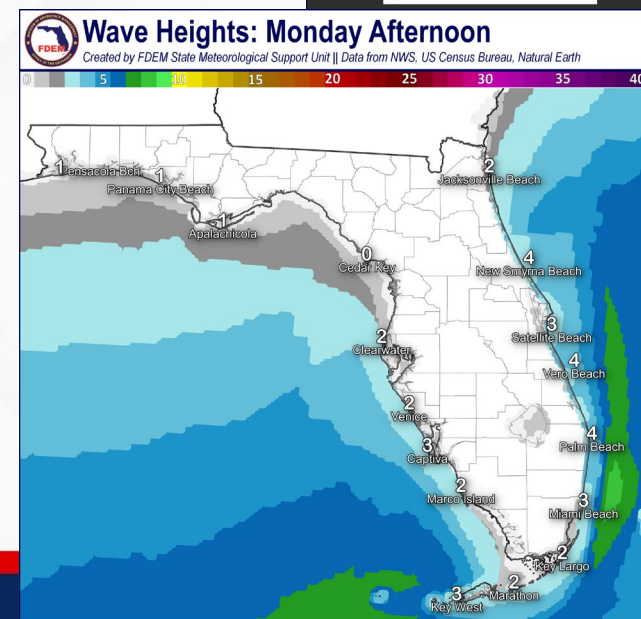 Wave Heights: Monday Afternoon
Created by FDEM State Meteorological Support Unit || Data from NWS, US Census Bureau, Natural Earth
FDEM
0 5 10 15 20 25 30 35 40
2
Jacksonville Beach
1
Pensacola Bch
1
Panama City Beach
1
Apalachicola
0
Cedar Key
4
New Smyrna Beach
3
Satellite Beach
2
Clearwater
4
Vero Beach
2
Venice
4
Palm Beach
3
Captiva
2
Marco Island
3
Miami Beach
2
Key Largo
2
Marathon
3
Key West